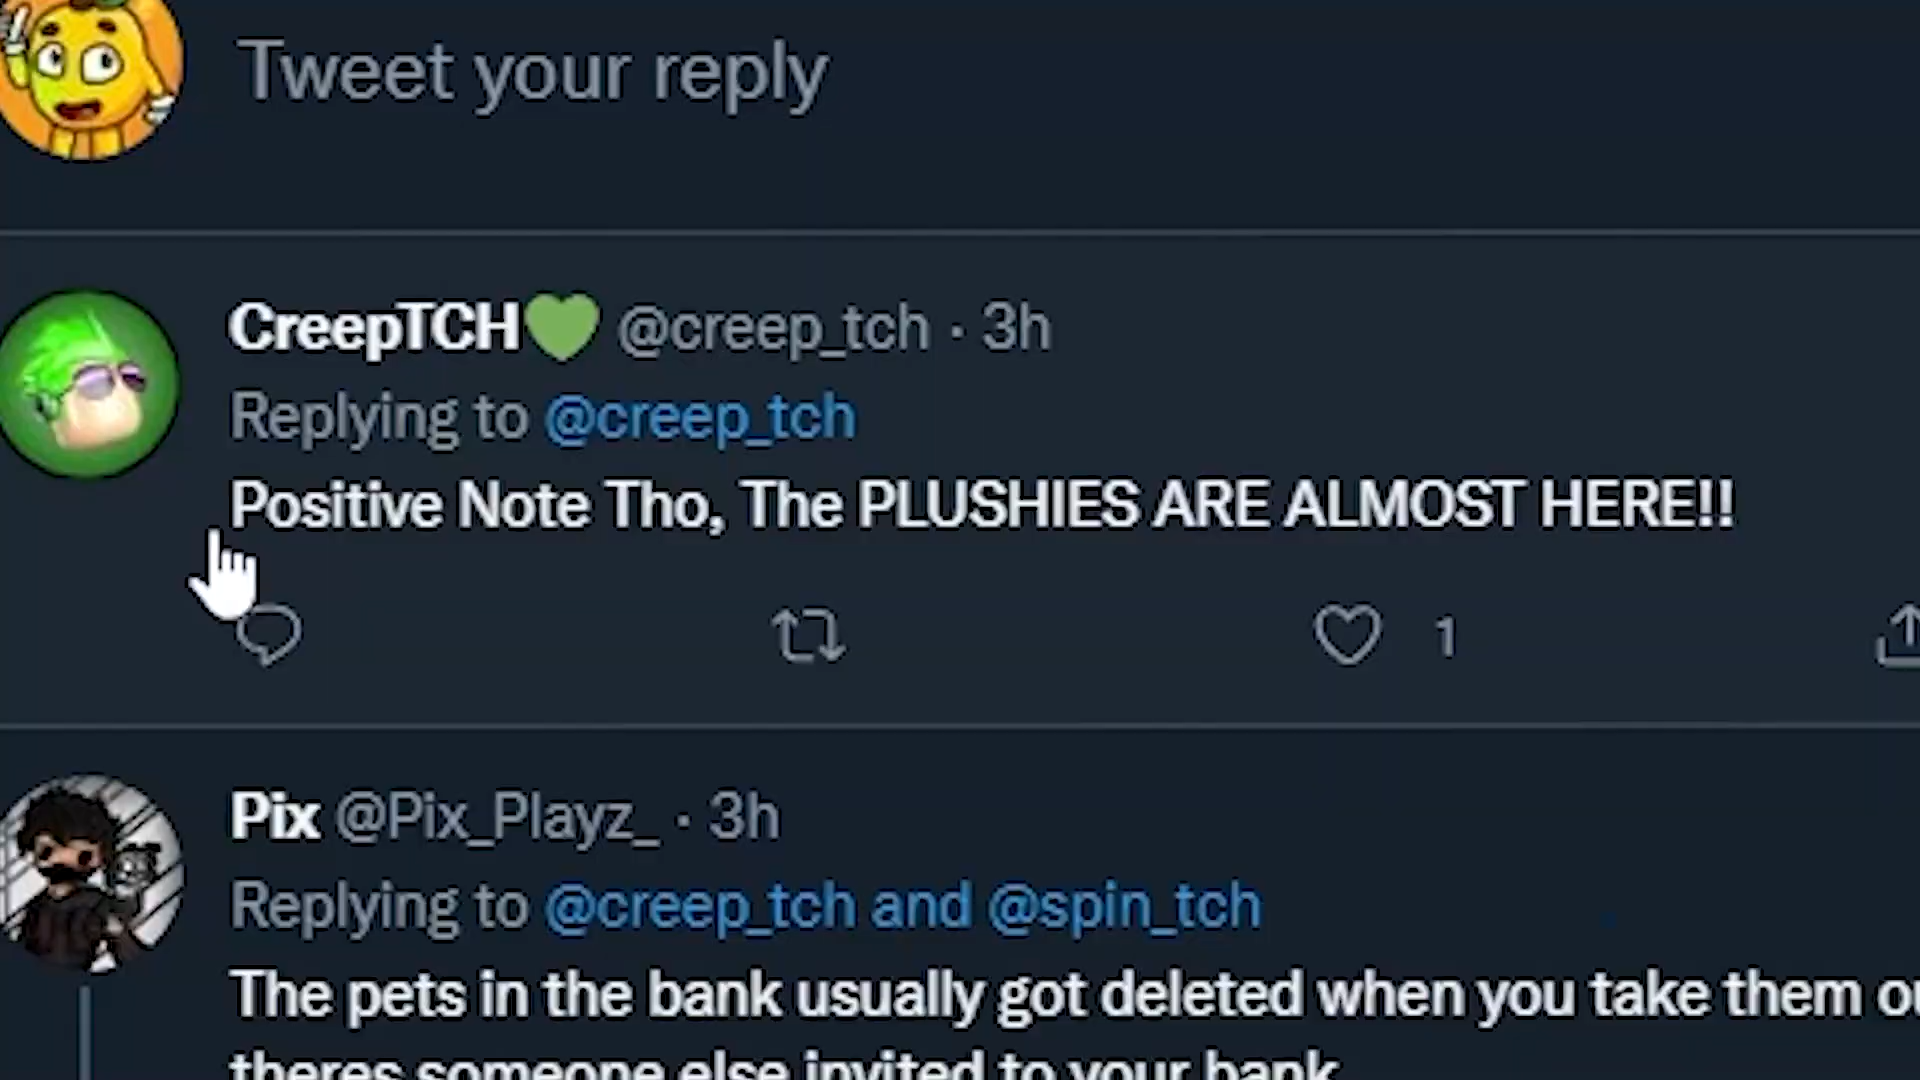 Tweet your reply
CreepTCH💚 @creep_tch · 3h
Replying to @creep_tch
Positive Note Tho, The PLUSHIES ARE ALMOST HERE!!
1
Pix @Pix_Playz_ · 3h
Replying to @creep_tch and @spin_tch
The pets in the bank usually got deleted when you take them
theres someone else invited to your bank